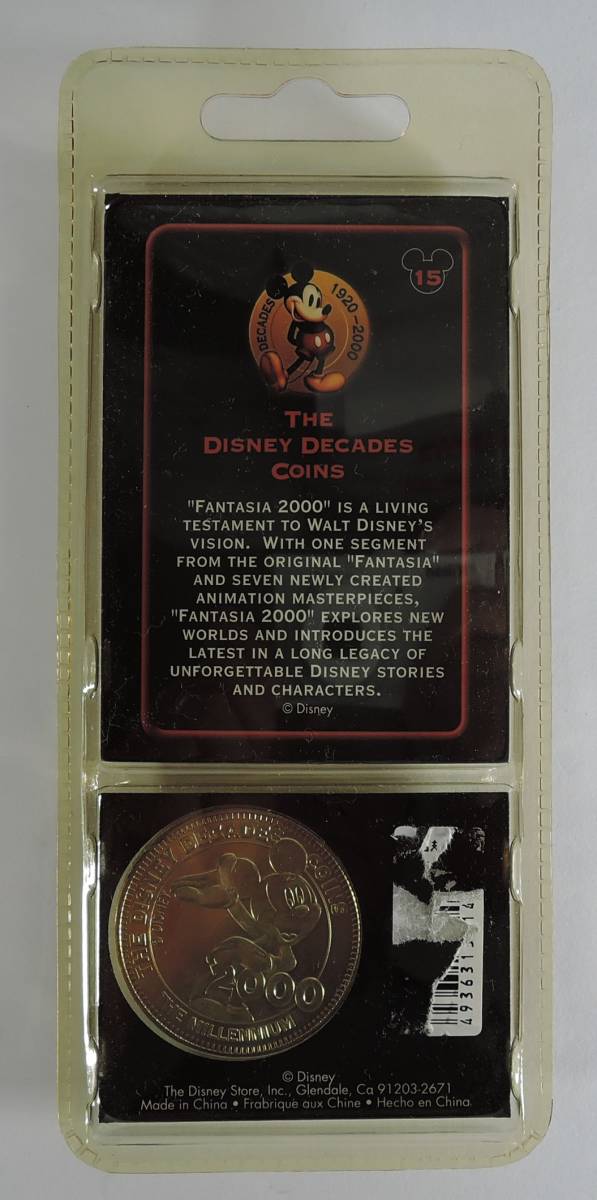 15
DECADES 1920-2000
THE
DISNEY DECADES
COINS
"FANTASIA 2000" IS A LIVING
TESTAMENT TO WALT DISNEY'S
VISION. WITH ONE SEGMENT
FROM THE ORIGINAL "FANTASIA"
AND SEVEN NEWLY CREATED
ANIMATION MASTERPIECES,
"FANTASIA 2000" EXPLORES NEW
WORLDS AND INTRODUCES THE
LATEST IN A LONG LEGACY OF
UNFORGETTABLE DISNEY STORIES
AND CHARACTERS.
© Disney
THE DISNEY DECADES COINS
© DISNEY
2000
THE MILLENNIUM
© Disney
The Disney Store, Inc., Glendale, Ca 91203-2671
Made in China • Frabriqué aux Chine • Hecho en China